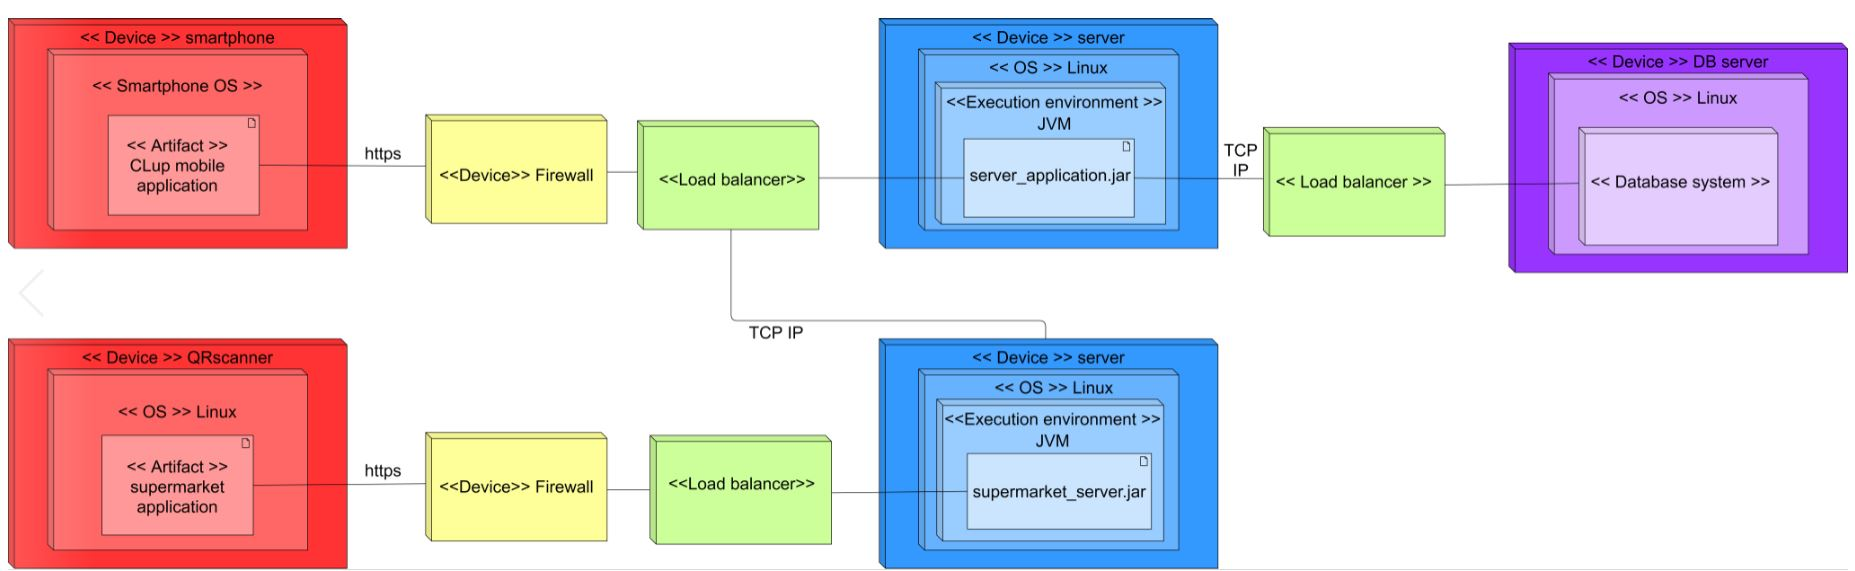 << Device >> smartphone
<< Smartphone OS >>
<< Artifact >>
CLup mobile
application
https
<<Device>> Firewall
<<Load balancer>>
<< Device >> server
<< OS >> Linux
<<Execution environment >>
JVM
server_application.jar
TCP
IP
<< Load balancer >>
<< Device >> DB server
<< OS >> Linux
<< Database system >>
TCP IP
<< Device >> QRscanner
<< OS >> Linux
<< Artifact >>
supermarket
application
https
<<Device>> Firewall
<<Load balancer>>
<< Device >> server
<< OS >> Linux
<<Execution environment >>
JVM
supermarket_server.jar